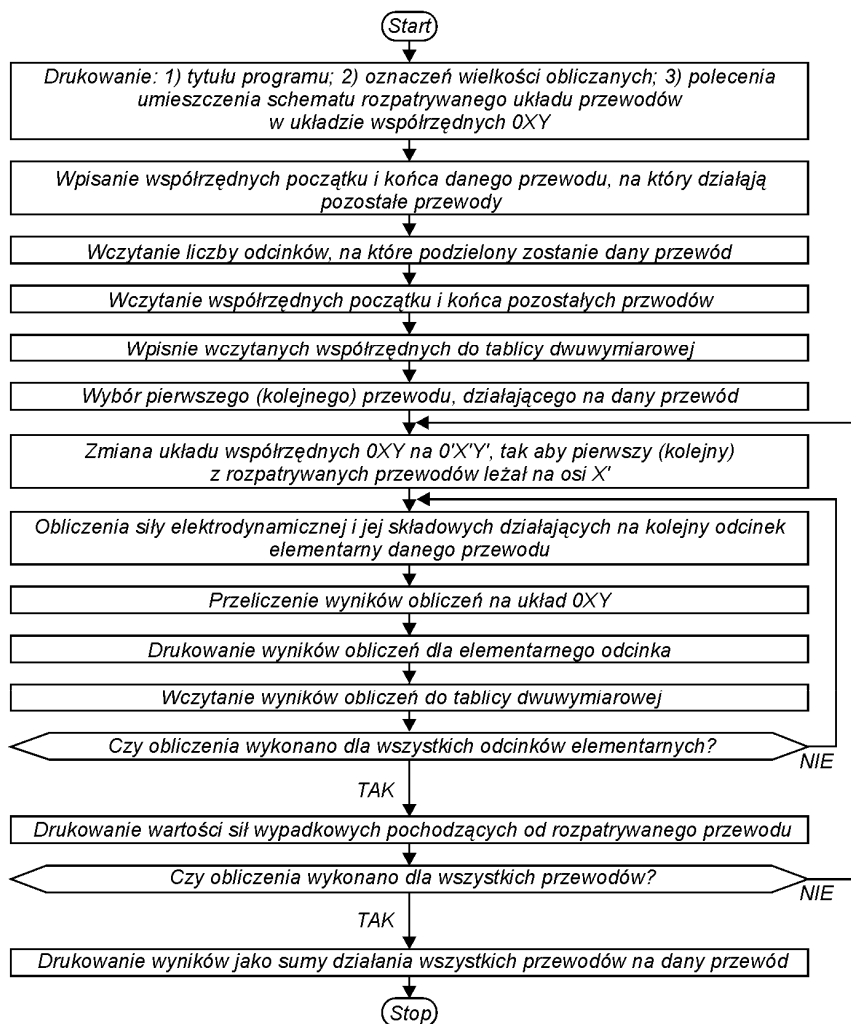 Start
Drukowanie: 1) tytułu programu; 2) oznaczeń wielkości obliczanych; 3) polecenia
umieszczenia schematu rozpatrywanego układu przewodów
w układzie współrzędnych 0XY
Wpisanie współrzędnych początku i końca danego przewodu, na który działąją
pozostałe przewody
Wczytanie liczby odcinków, na które podzielony zostanie dany przewód
Wczytanie współrzędnych początku i końca pozostałych przwodów
Wpisnie wczytanych współrzędnych do tablicy dwuwymiarowej
Wybór pierwszego (kolejnego) przewodu, działającego na dany przewód
Zmiana układu współrzędnych 0XY na 0'X'Y', tak aby pierwszy (kolejny)
z rozpatrywanych przewodów leżał na osi X'
Obliczenia siły elektrodynamicznej i jej składowych działających na kolejny odcinek
elementarny danego przewodu
Przeliczenie wyników obliczeń na układ 0XY
Drukowanie wyników obliczeń dla elementarnego odcinka
Wczytanie wyników obliczeń do tablicy dwuwymiarowej
Czy obliczenia wykonano dla wszystkich odcinków elementarnych?
NIE
TAK
Drukowanie wartości sił wypadkowych pochodzących od rozpatrywanego przewodu
Czy obliczenia wykonano dla wszystkich przewodów?
NIE
TAK
Drukowanie wyników jako sumy działania wszystkich przewodów na dany przewód
Stop